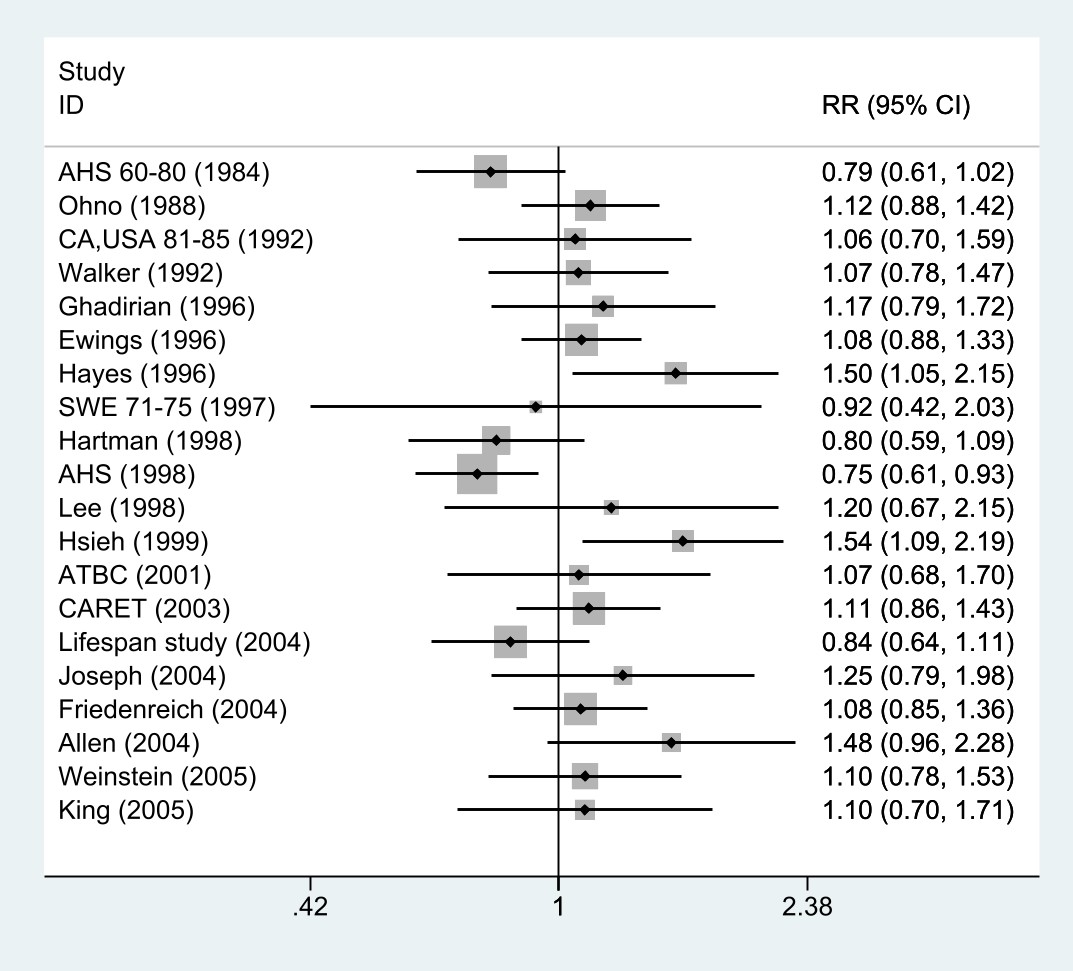 Study
ID RR (95% CI)
AHS 60-80 (1984) 0.79 (0.61, 1.02)
Ohno (1988) 1.12 (0.88, 1.42)
CA,USA 81-85 (1992) 1.06 (0.70, 1.59)
Walker (1992) 1.07 (0.78, 1.47)
Ghadirian (1996) 1.17 (0.79, 1.72)
Ewings (1996) 1.08 (0.88, 1.33)
Hayes (1996) 1.50 (1.05, 2.15)
SWE 71-75 (1997) 0.92 (0.42, 2.03)
Hartman (1998) 0.80 (0.59, 1.09)
AHS (1998) 0.75 (0.61, 0.93)
Lee (1998) 1.20 (0.67, 2.15)
Hsieh (1999) 1.54 (1.09, 2.19)
ATBC (2001) 1.07 (0.68, 1.70)
CARET (2003) 1.11 (0.86, 1.43)
Lifespan study (2004) 0.84 (0.64, 1.11)
Joseph (2004) 1.25 (0.79, 1.98)
Friedenreich (2004) 1.08 (0.85, 1.36)
Allen (2004) 1.48 (0.96, 2.28)
Weinstein (2005) 1.10 (0.78, 1.53)
King (2005) 1.10 (0.70, 1.71)
.42 1 2.38